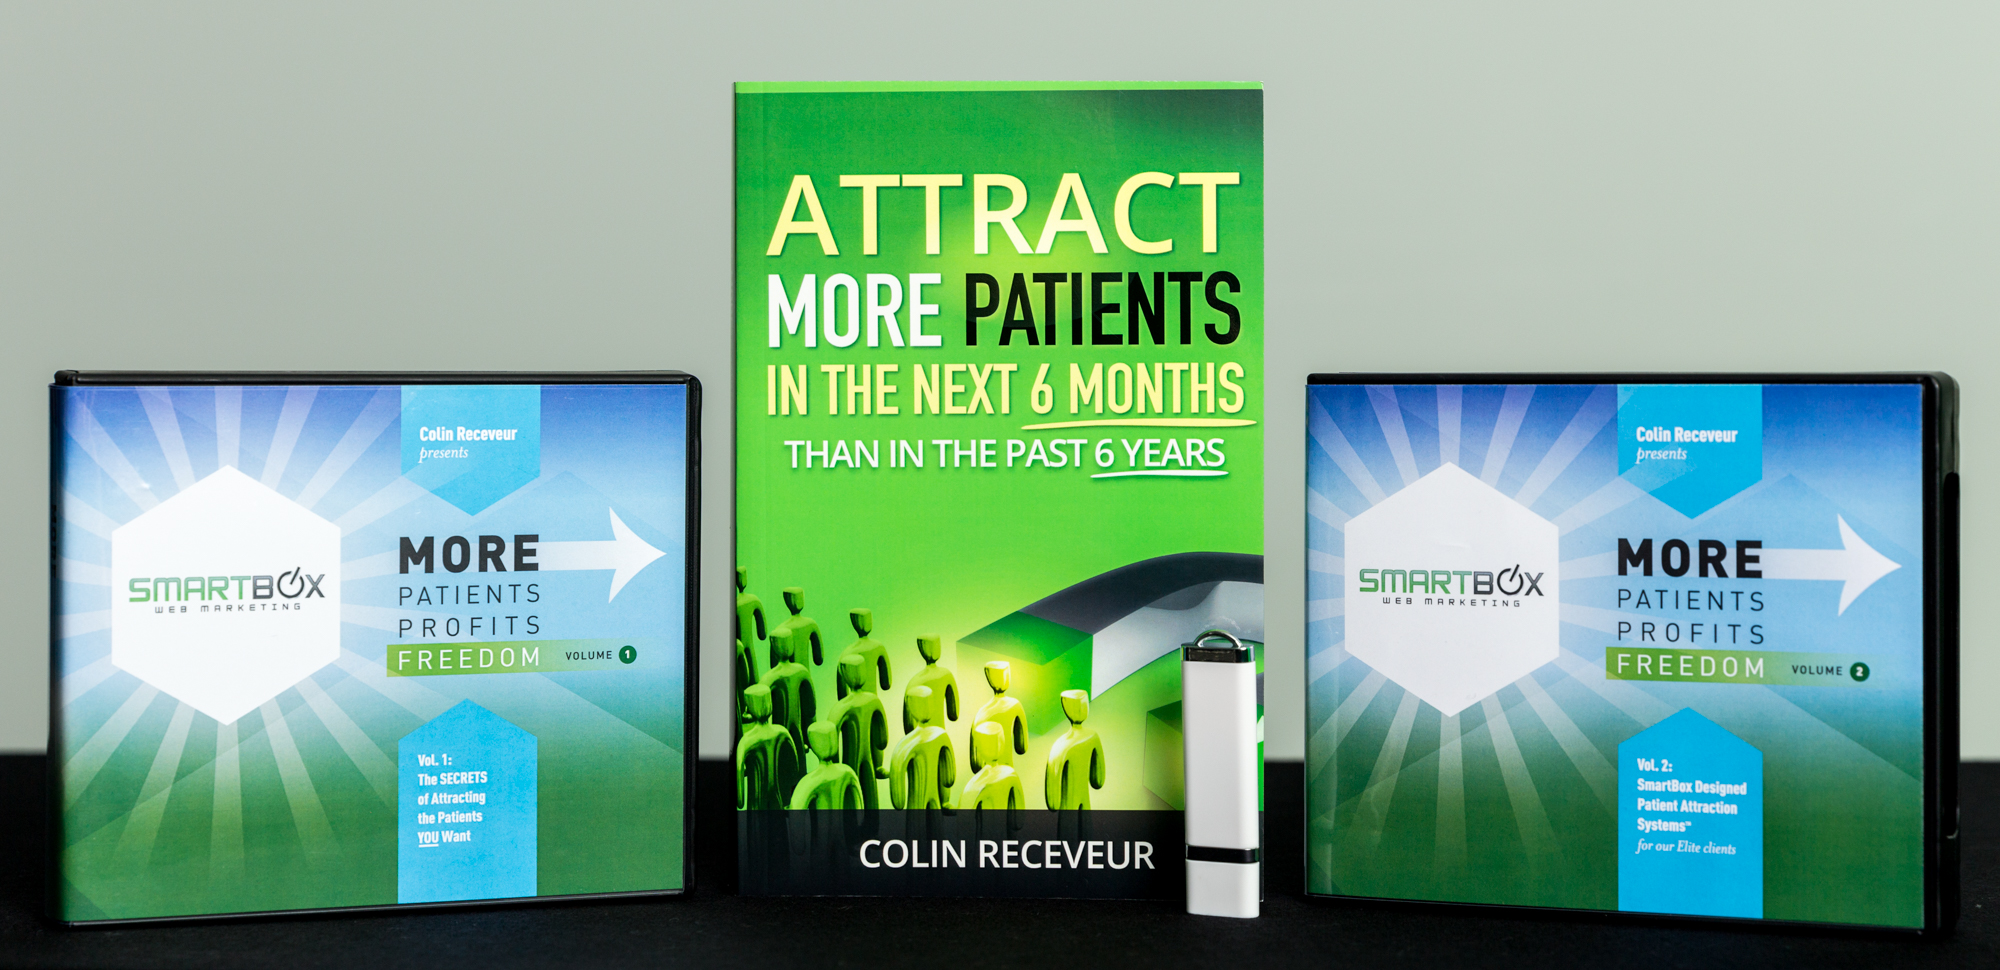 Colin Receveur
presents
SMARTBOX
WEB MARKETING
MORE
PATIENTS
PROFITS
FREEDOM VOLUME 1
Vol. 1:
The SECRETS
of Attracting
the Patients
YOU Want
ATTRACT
MORE PATIENTS
IN THE NEXT 6 MONTHS
THAN IN THE PAST 6 YEARS
COLIN RECEVEUR
Colin Receveur
presents
SMARTBOX
WEB MARKETING
MORE
PATIENTS
PROFITS
FREEDOM VOLUME 2
Vol. 2:
SmartBox Designed
Patient Attraction
Systems™
for our Elite clients